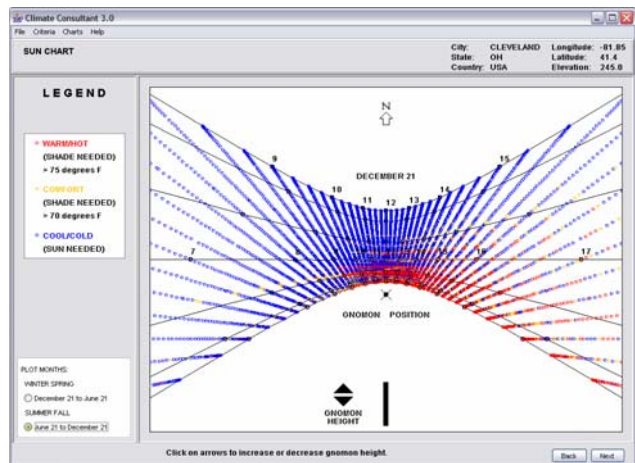 Climate Consultant 3.0
File Criteria Charts Help
SUN CHART
City: CLEVELAND Longitude: -81.85
State: OH Latitude: 41.4
Country: USA Elevation: 245.0
LEGEND
WARM/HOT
(SHADE NEEDED)
> 75 degrees F
COMFORT
(SHADE NEEDED)
> 70 degrees F
COOL/COLD
(SUN NEEDED)
PLOT MONTHS:
WINTER SPRING
December 21 to June 21
SUMMER FALL
June 21 to December 21
N
9 15
DECEMBER 21
10 14
11 12 13
7 8 16 17
GNOMON POSITION
GNOMON
HEIGHT
Click on arrows to increase or decrease gnomon height.
Back Next